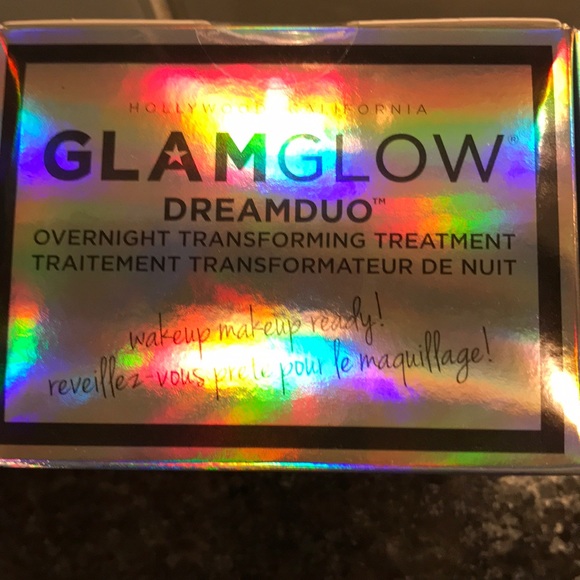 HOLLYWOOD, CALIFORNIA
GLAMGLOW®
DREAMDUO™
OVERNIGHT TRANSFORMING TREATMENT
TRAITEMENT TRANSFORMATEUR DE NUIT
wakeup makeup ready!
reveillez-vous prête pour le maquillage!